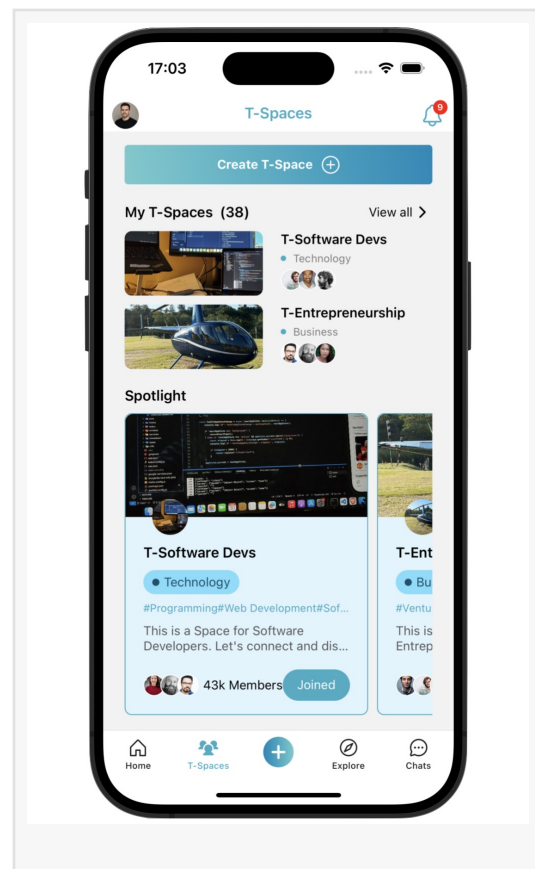 17:03
T-Spaces
9
Create T-Space
My T-Spaces (38)
View all
T-Software Devs
Technology
T-Entrepreneurship
Business
Spotlight
T-Software Devs
Technology
#Programming#Web Development#Sof...
This is a Space for Software
Developers. Let's connect and dis...
43k Members
Joined
T-Ent
Bu
#Ventu
This is
Entrep
Home
T-Spaces
Explore
Chats